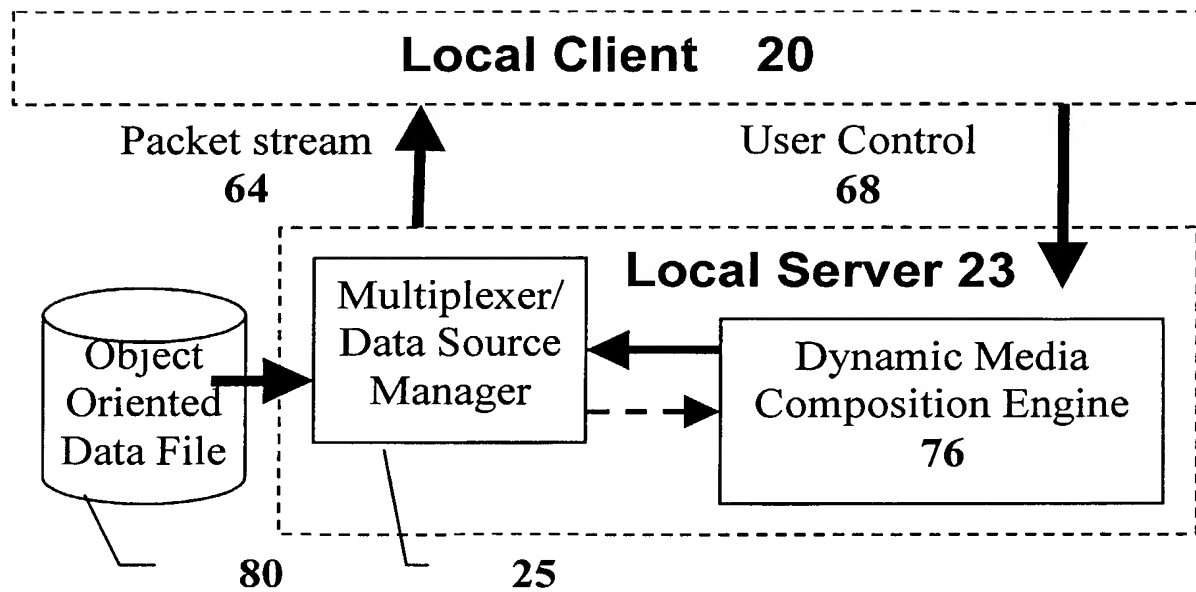 Local Client 20
Packet stream
64
User Control
68
Local Server 23
Multiplexer/
Data Source
Manager
Object
Oriented
Data File
Dynamic Media
Composition Engine
76
80
25